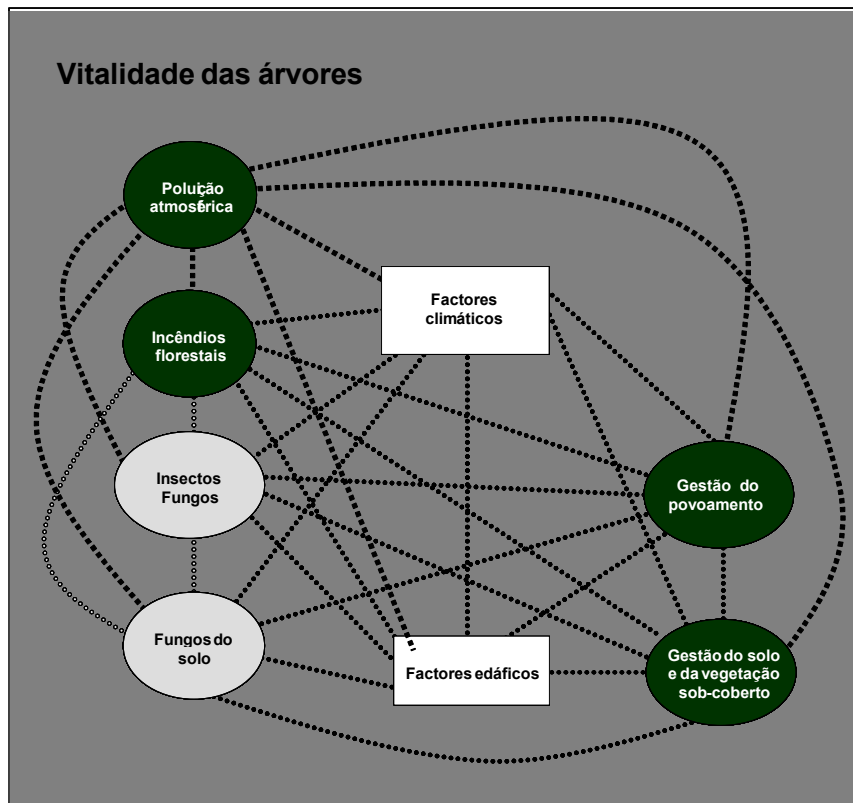 Vitalidade das árvores
Poluição
atmosférica
Factores
climáticos
Incêndios
florestais
Insectos
Fungos
Gestão do
povoamento
Fungos do
solo
Factores edáficos
Gestão do solo
e da vegetação
sob-coberto